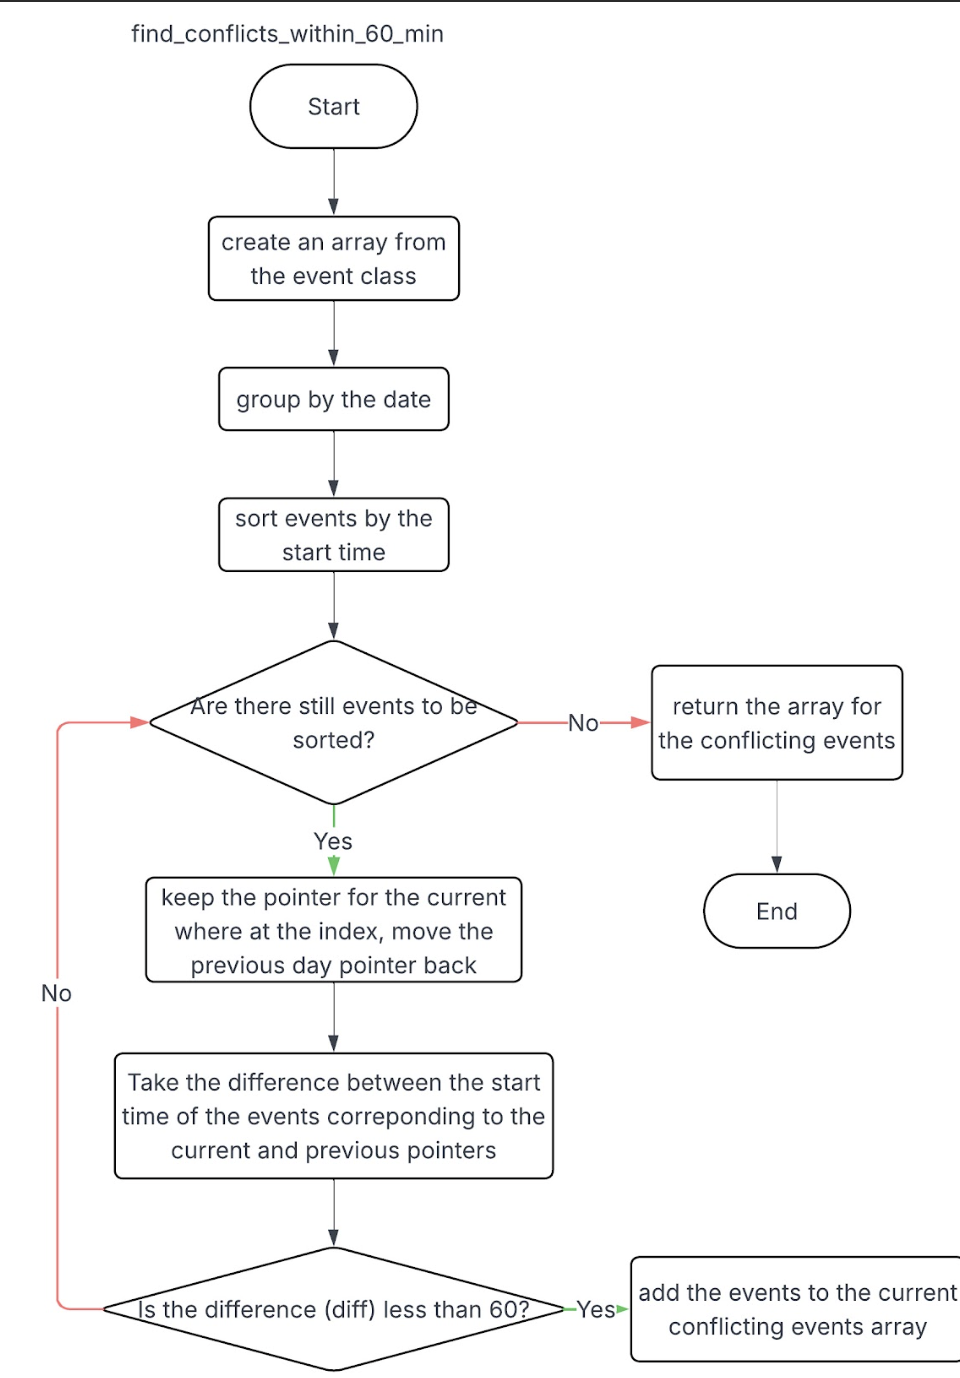 find_conflicts_within_60_min
Start
create an array from
the event class
group by the date
sort events by the
start time
Are there still events to be
sorted?
No
return the array for
the conflicting events
Yes
End
keep the pointer for the current
where at the index, move the
previous day pointer back
No
Take the difference between the start
time of the events correponding to the
current and previous pointers
Is the difference (diff) less than 60?
Yes
add the events to the current
conflicting events array